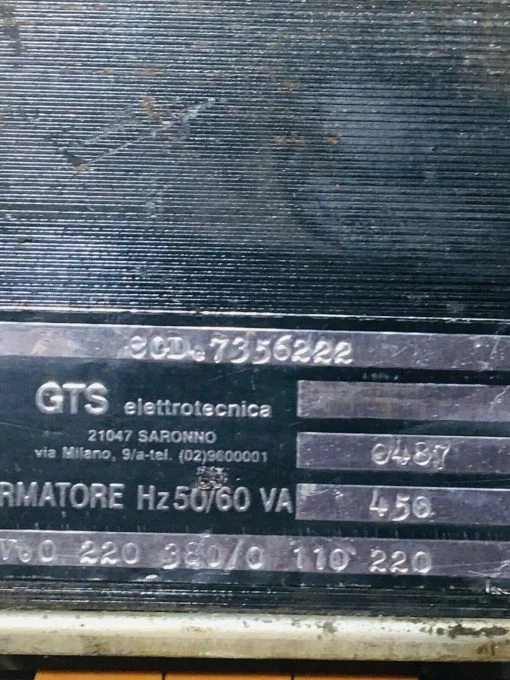 COD. 7356222
GTS elettrotecnica
21047 SARONNO
via Milano, 9/a-tel. (02)9600001
0487
RMATORE Hz 50/60 VA 450
V. 0 220 380/0 110 220